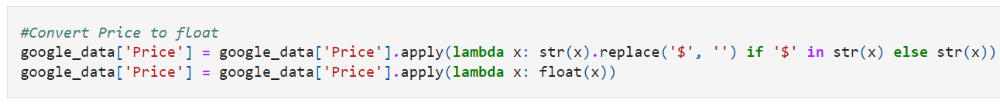 #Convert Price to float
google_data['Price'] = google_data['Price'].apply(lambda x: str(x).replace('$', '') if '$' in str(x) else str(x))
google_data['Price'] = google_data['Price'].apply(lambda x: float(x))